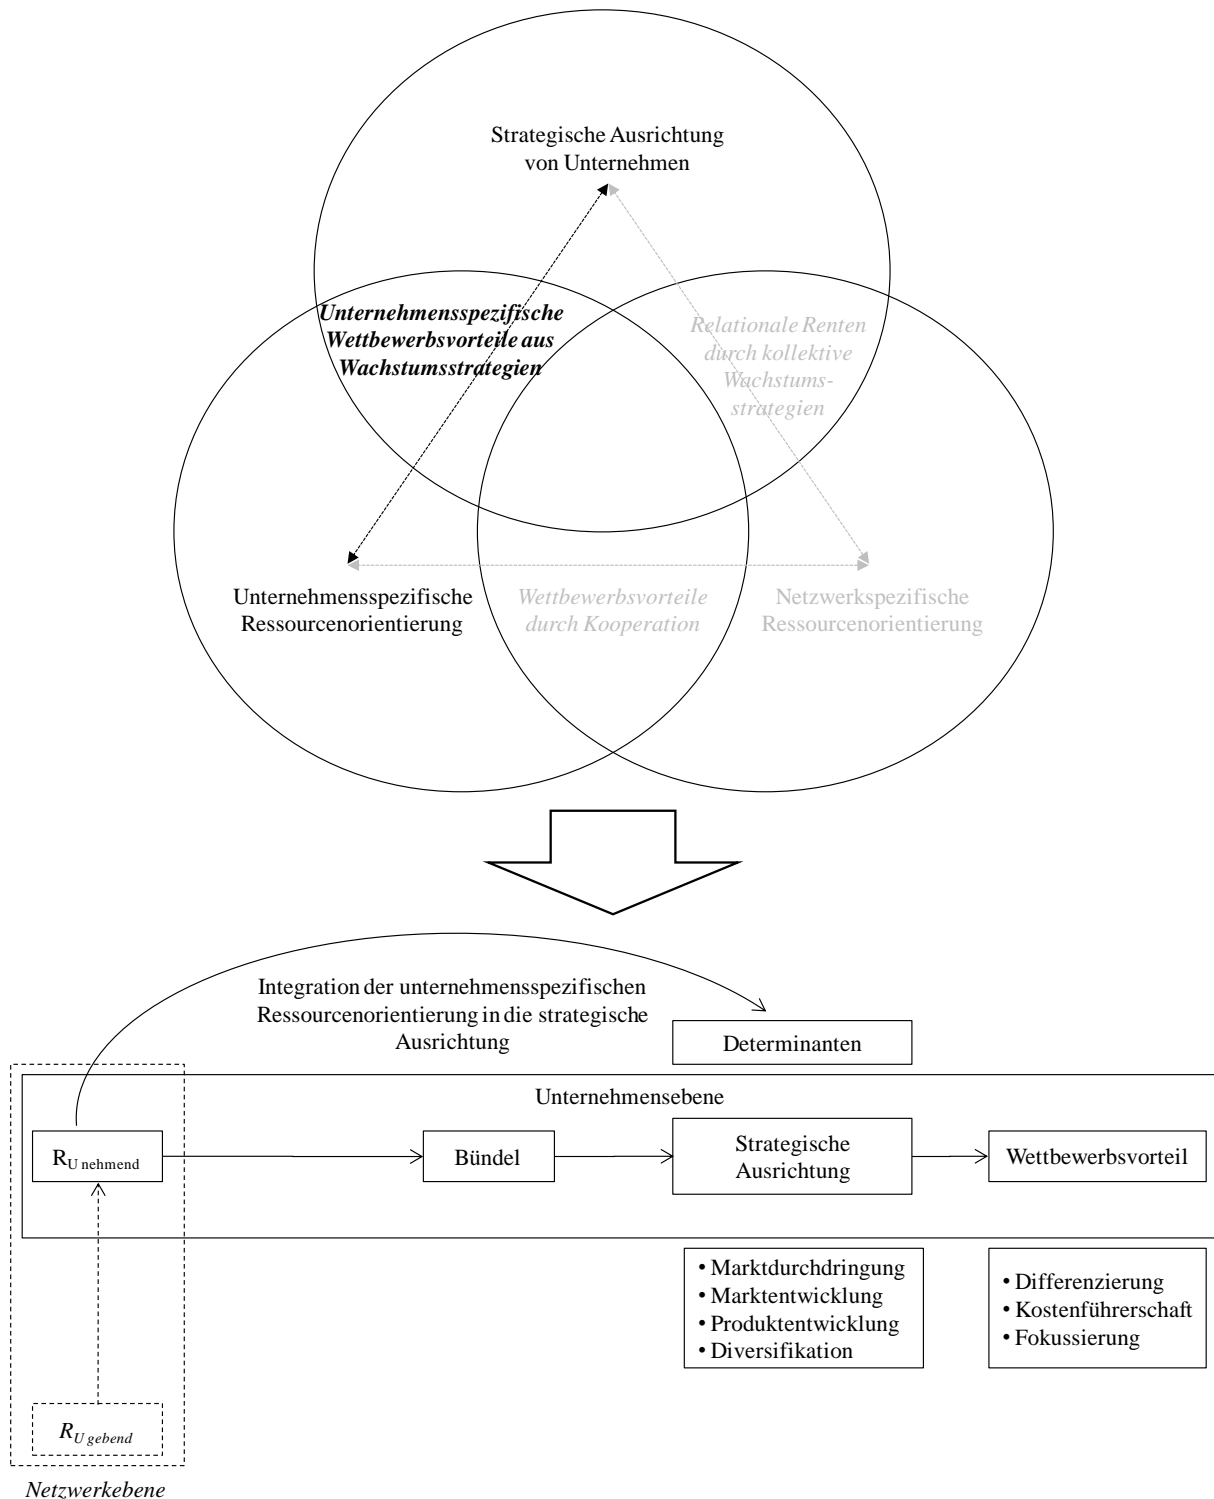 Strategische Ausrichtung
von Unternehmen
Unternehmensspezifische
Wettbewerbsvorteile aus
Wachstumsstrategien
Relationale Renten
durch kollektive
Wachstums-
strategien
Unternehmensspezifische
Ressourcenorientierung
Wettbewerbsvorteile
durch Kooperation
Netzwerkspezifische
Ressourcenorientierung
Integration der unternehmensspezifischen
Ressourcenorientierung in die strategische
Ausrichtung
Determinanten
Unternehmensebene
R U nehmend
Bündel
Strategische
Ausrichtung
Wettbewerbsvorteil
• Marktdurchdringung
• Marktentwicklung
• Produktentwicklung
• Diversifikation
• Differenzierung
• Kostenführerschaft
• Fokussierung
R U gebend
Netzwerkebene